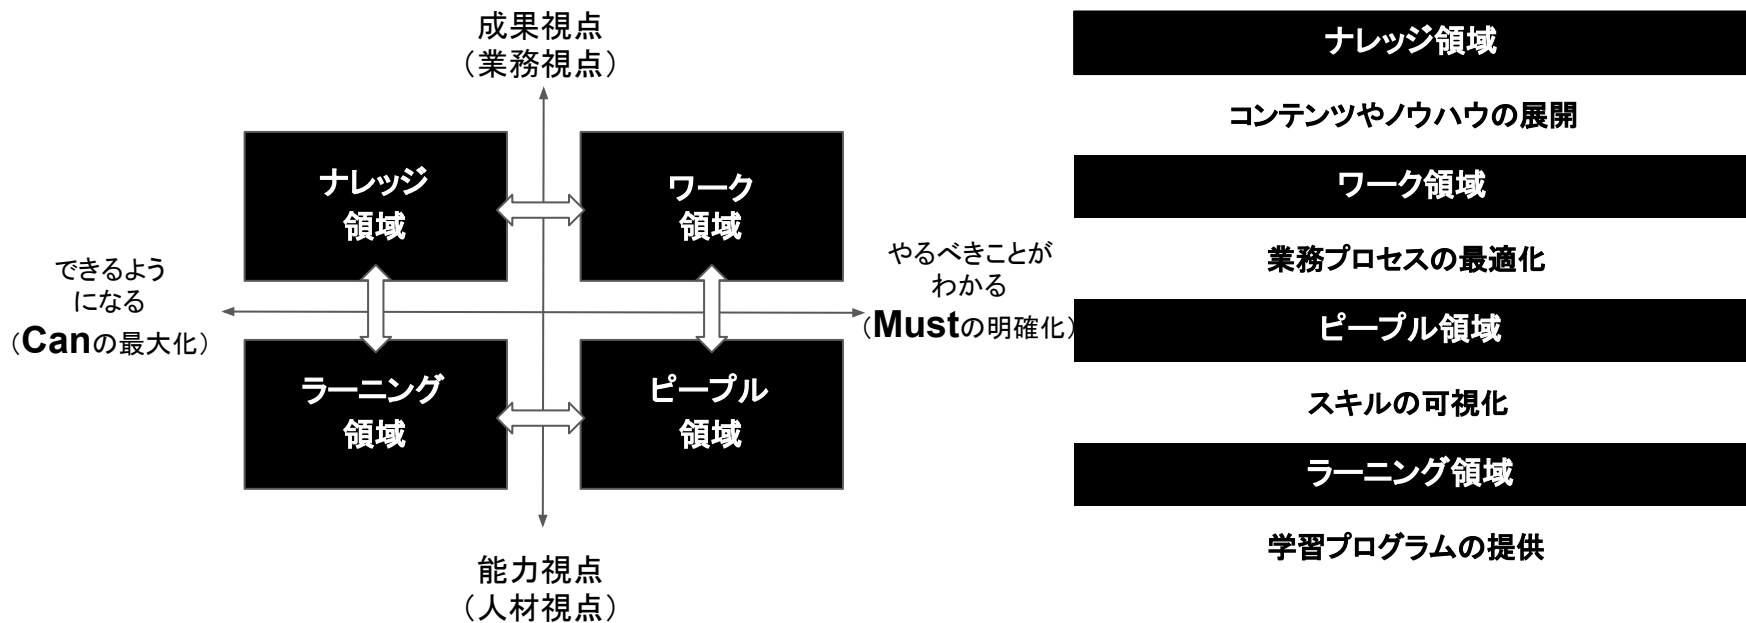 成果視点
（業務視点）
ナレッジ
領域
ワーク
領域
できるよう
になる
（Canの最大化）
やるべきことが
わかる
（Mustの明確化）
ラーニング
領域
ピープル
領域
能力視点
（人材視点）
ナレッジ領域
コンテンツやノウハウの展開
ワーク領域
業務プロセスの最適化
ピープル領域
スキルの可視化
ラーニング領域
学習プログラムの提供